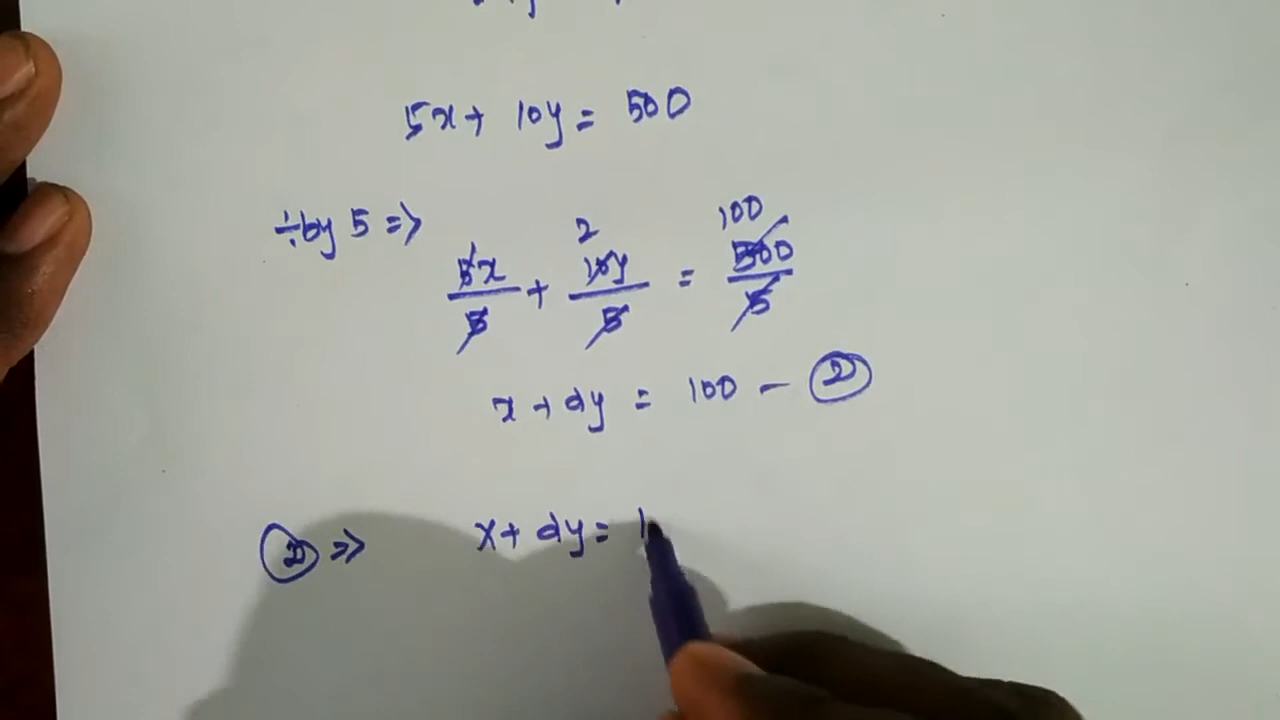 5x + 10y = 500
÷ by 5 =>
2 100
5x/5 + 10y/5 = 500/5
x + 2y = 100 — ②
② => x + 2y = 1